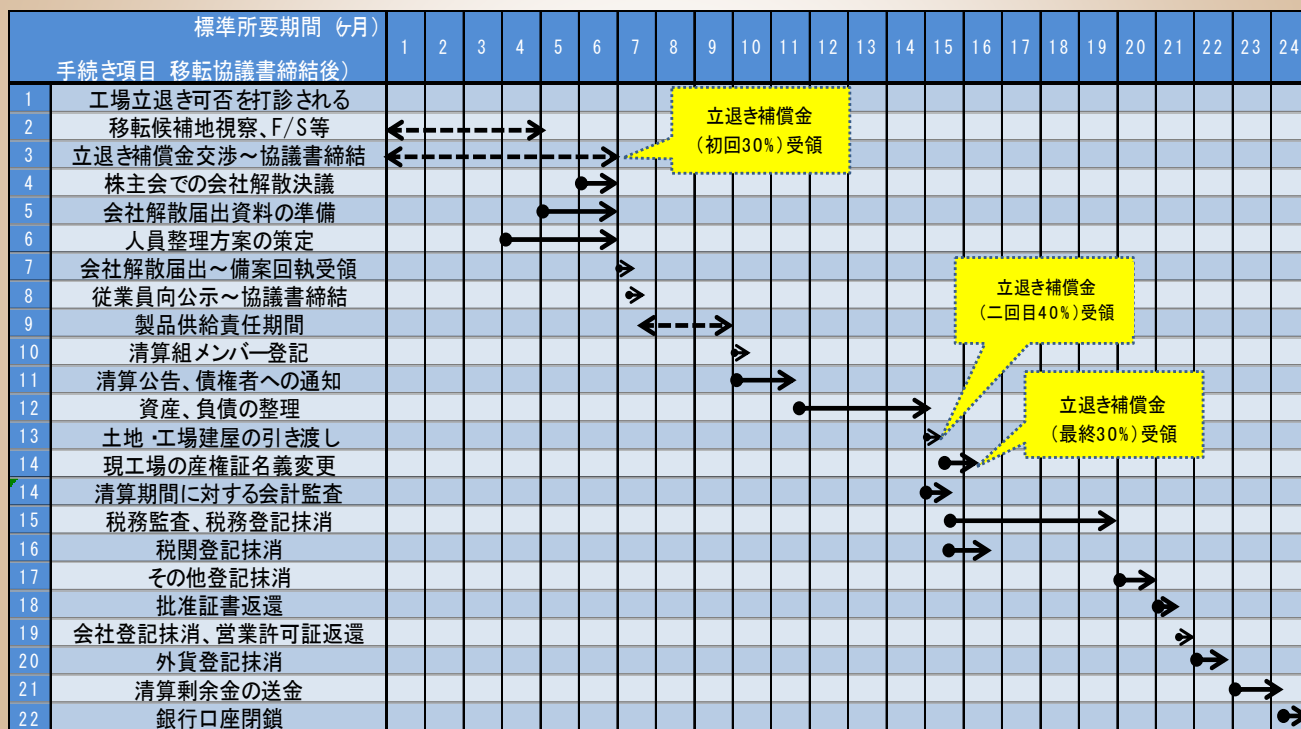 標準所要期間 ヶ月)
手続き項目 移転協議書締結後)
1 2 3 4 5 6 7 8 9 10 11 12 13 14 15 16 17 18 19 20 21 22 23 24
1 工場立退き可否を打診される
2 移転候補地視察、F/S等
3 立退き補償金交渉～協議書締結
4 株主会での会社解散決議
5 会社解散届出資料の準備
6 人員整理方案の策定
7 会社解散届出～備案回執受領
8 従業員向公示～協議書締結
9 製品供給責任期間
10 清算組メンバー登記
11 清算公告、債権者への通知
12 資産、負債の整理
13 土地・工場建屋の引き渡し
14 現工場の産権証名義変更
14 清算期間に対する会計監査
15 税務監査、税務登記抹消
16 税関登記抹消
17 その他登記抹消
18 批准証書返還
19 会社登記抹消、営業許可証返還
20 外貨登記抹消
21 清算剰余金の送金
22 銀行口座閉鎖
立退き補償金
(初回30%)受領
立退き補償金
(二回目40%)受領
立退き補償金
(最終30%)受領